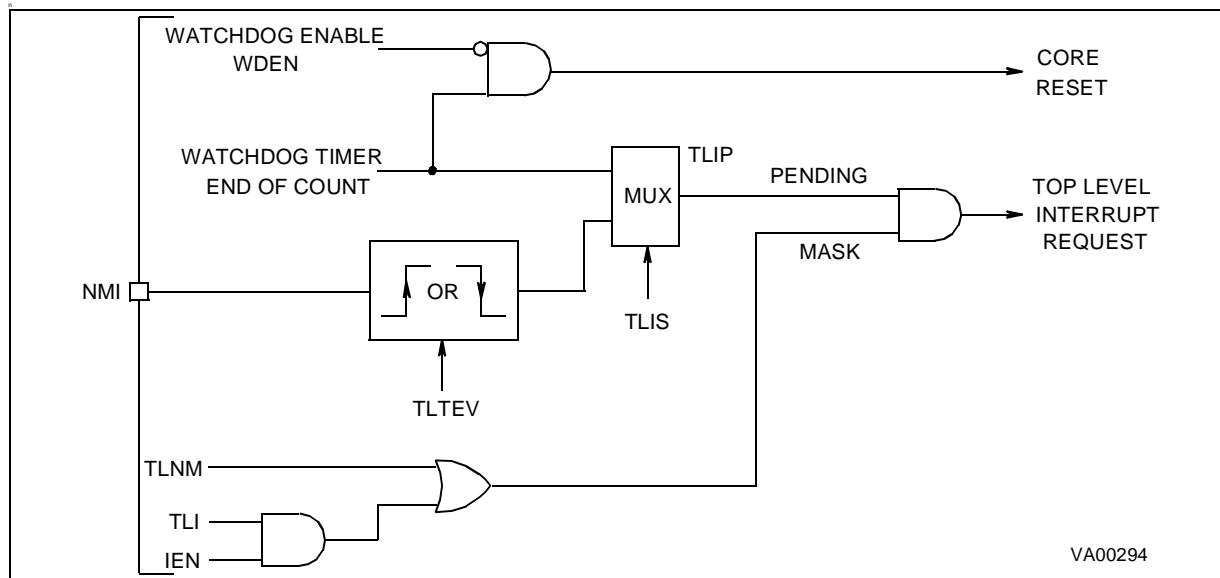 WATCHDOG ENABLE
WDEN
CORE
RESET
WATCHDOG TIMER
END OF COUNT
TLIP
MUX
PENDING
TOP LEVEL
INTERRUPT
REQUEST
MASK
NMI
OR
TLIS
TLTEV
TLNM
TLI
IEN
VA00294